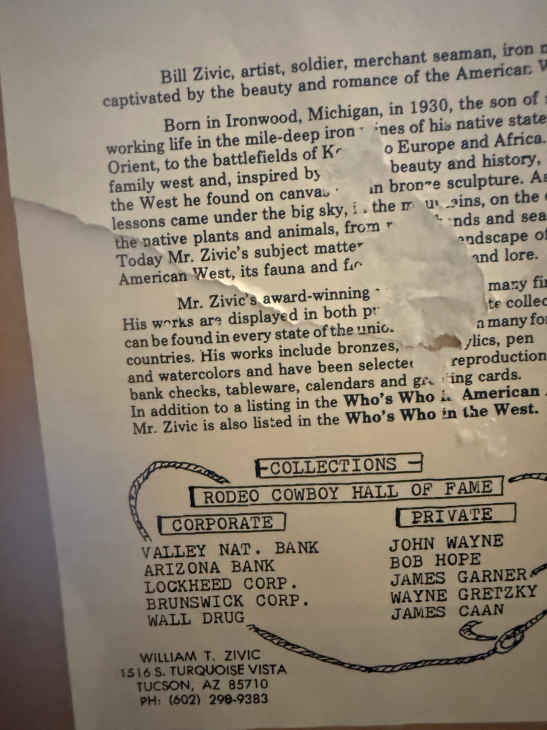 Bill Zivic, artist, soldier, merchant seaman, iron
captivated by the beauty and romance of the American
Born in Ironwood, Michigan, in 1930, the son of
working life in the mile-deep iron of his native state
Orient, to the battlefields of Europe and Africa.
family west and, inspired by beauty and history,
the West he found on canvas in bronze sculpture. As
lessons came under the big sky, the mountains, on the
the native plants and animals, from and sea
Today Mr. Zivic's subject matter of
American West, its fauna and and lore.
Mr. Zivic's award-winning many
His works are displayed in both
can be found in every state of the union. many
countries. His works include bronzes, pen
and watercolors and have been selected reproduction
bank checks, tableware, calendars and greeting cards.
In addition to a listing in the Who's Who in American
Mr. Zivic is also listed in the Who's Who in the West.
COLLECTIONS
RODEO COWBOY HALL OF FAME
CORPORATE
VALLEY NAT. BANK
ARIZONA BANK
LOCKHEED CORP.
BRUNSWICK CORP.
WALL DRUG
PRIVATE
JOHN WAYNE
BOB HOPE
JAMES GARNER
WAYNE GRETZKY
JAMES CAAN
WILLIAM T. ZIVIC
1516 S. TURQUOISE VISTA
TUCSON, AZ 85710
PH: (602) 298-9383